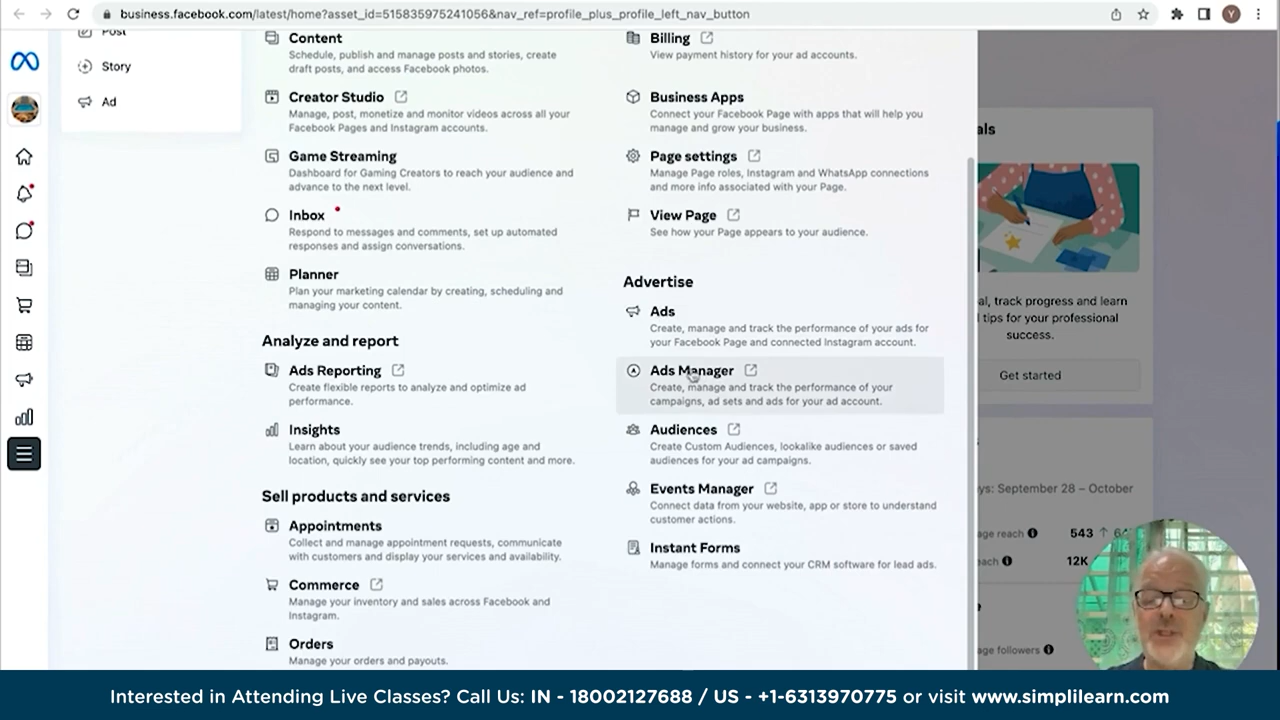 business.facebook.com/latest/home?asset_id=515835975241056&nav_ref=profile_plus_profile_left_nav_button
Y
Post
Story
Ad
Content
Schedule, publish and manage posts and stories, create
draft posts, and access Facebook photos.
Creator Studio
Manage, post, monetize and monitor videos across all your
Facebook Pages and Instagram accounts.
Game Streaming
Dashboard for Gaming Creators to reach your audience and
advance to the next level.
Inbox
Respond to messages and comments, set up automated
responses and assign conversations.
Planner
Plan your marketing calendar by creating, scheduling and
managing your content.
Analyze and report
Ads Reporting
Create flexible reports to analyze and optimize ad
performance.
Insights
Learn about your audience trends, including age and
location, quickly see your top performing content and more.
Sell products and services
Appointments
Collect and manage appointment requests, communicate
with customers and display your services and availability.
Commerce
Manage your inventory and sales across Facebook and
Instagram.
Orders
Manage your orders and payouts.
Billing
View payment history for your ad accounts.
Business Apps
Connect your Facebook Page with apps that will help you
manage and grow your business.
Page settings
Manage Page roles, Instagram and WhatsApp connections
and more info associated with your Page.
View Page
See how your Page appears to your audience.
Advertise
Ads
Create, manage and track the performance of your ads for
your Facebook Page and connected Instagram account.
Ads Manager
Create, manage and track the performance of your
campaigns, ad sets and ads for your ad account.
Audiences
Create Custom Audiences, lookalike audiences or saved
audiences for your ad campaigns.
Events Manager
Connect data from your website, app or store to understand
customer actions.
Instant Forms
Manage forms and connect your CRM software for lead ads.
als
al, track progress and learn
tips for your professional
success.
Get started
ys: September 28 – October
age reach 543
ach 12K
age followers
Interested in Attending Live Classes? Call Us: IN - 18002127688 / US - +1-6313970775 or visit www.simplilearn.com